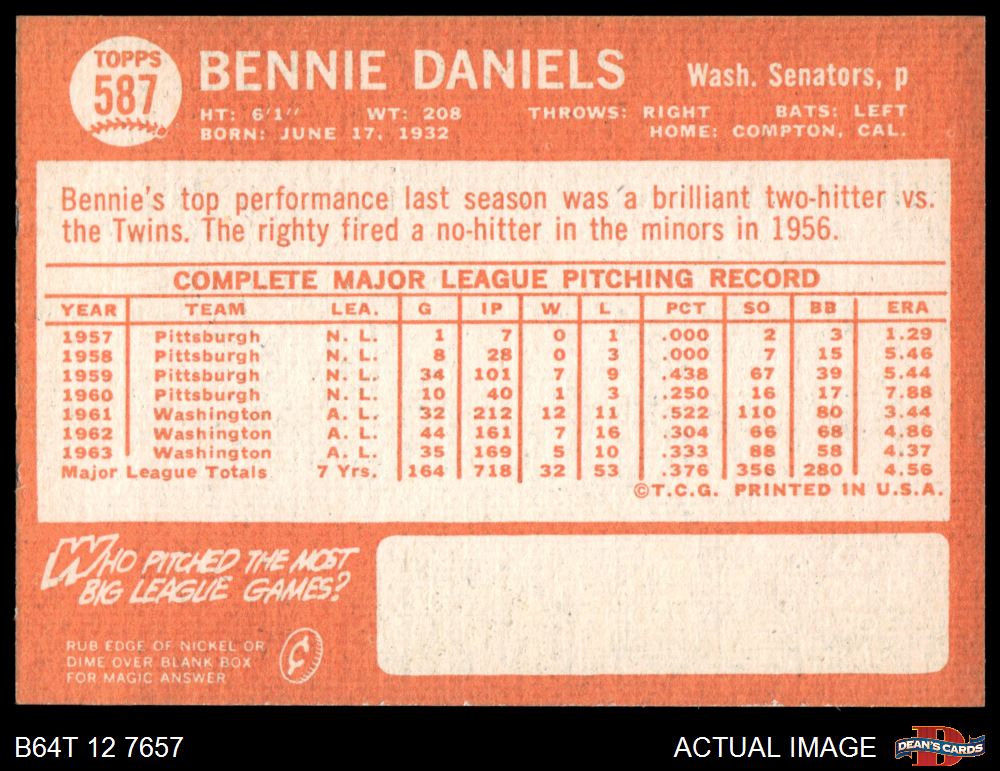 TOPPS
587
BENNIE DANIELS
Wash. Senators, p
HT: 6'1" WT: 208 THROWS: RIGHT BATS: LEFT
BORN: JUNE 17, 1932 HOME: COMPTON, CAL.
Bennie's top performance last season was a brilliant two-hitter vs.
the Twins. The righty fired a no-hitter in the minors in 1956.
COMPLETE MAJOR LEAGUE PITCHING RECORD
YEAR TEAM LEA. G IP W L PCT SO BB ERA
1957 Pittsburgh N. L. 1 7 0 1 .000 2 3 1.29
1958 Pittsburgh N. L. 8 28 0 3 .000 7 15 5.46
1959 Pittsburgh N. L. 34 101 7 9 .438 67 39 5.44
1960 Pittsburgh N. L. 10 40 1 3 .250 16 17 7.88
1961 Washington A. L. 32 212 12 11 .522 110 80 3.44
1962 Washington A. L. 44 161 7 16 .304 66 68 4.86
1963 Washington A. L. 35 169 5 10 .333 88 58 4.37
Major League Totals 7 Yrs. 164 718 32 53 .376 356 280 4.56
©T.C.G. PRINTED IN U.S.A.
WHO PITCHED THE MOST
BIG LEAGUE GAMES?
RUB EDGE OF NICKEL OR
DIME OVER BLANK BOX
FOR MAGIC ANSWER
¢
B64T 12 7657
ACTUAL IMAGE
DEAN'S CARDS